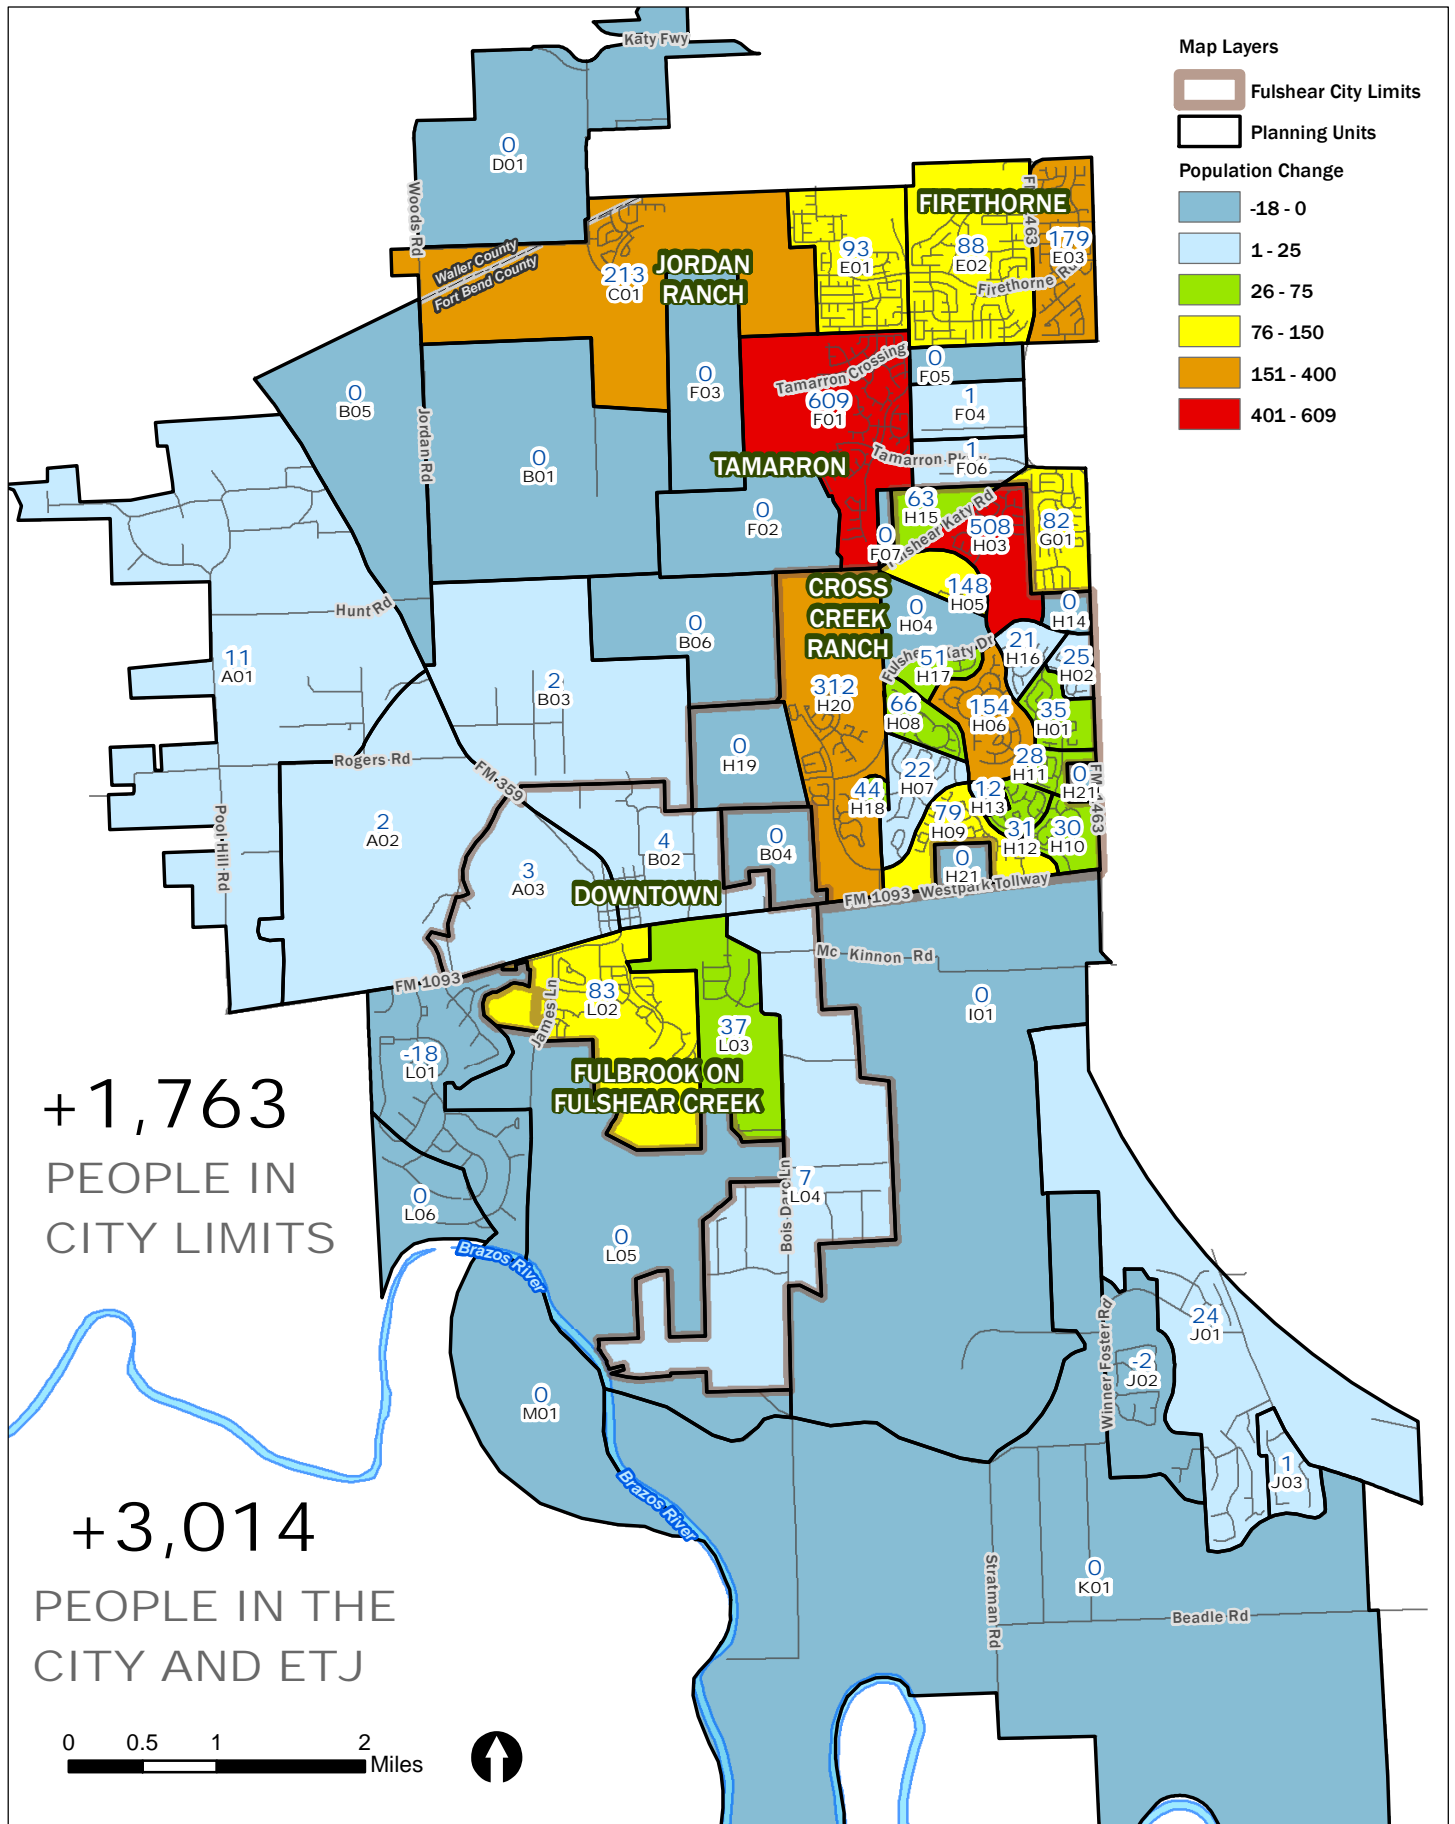 Katy Fwy
Map Layers
Fulshear City Limits
Planning Units
Population Change
-18 - 0
1 - 25
26 - 75
76 - 150
151 - 400
401 - 609
0
D01
Woods Rd
FIRETHORNE
Waller County
Fort Bend County
JORDAN
RANCH
213
C01
93
E01
88
E02
179
E03
Firethorne Rd
0
B05
Jordan Rd
0
F03
Tamarron Crossing
609
F01
0
F05
1
F04
0
B01
TAMARRON
Tamarron Pkwy
1
F06
0
F02
63
H15
Fulshear Katy Rd
508
H03
82
G01
0
F07
Hunt Rd
CROSS
CREEK
RANCH
148
H05
0
H04
0
H14
0
B06
Fulshear Katy Dr
21
H16
25
H02
11
A01
51
H17
2
B03
312
H20
66
H08
154
H06
35
H01
0
H19
Rogers Rd
FM 359
22
H07
28
H11
0
H21
44
H18
12
H13
Pool Hill Rd
2
A02
79
H09
31
H12
30
H10
4
B02
0
B04
3
A03
0
H21
DOWNTOWN
FM 1093 Westpark Tollway
Mc Kinnon Rd
FM 1093
83
L02
James Ln
0
I01
37
L03
-18
L01
FULBROOK ON
FULSHEAR CREEK
+1,763
PEOPLE IN
CITY LIMITS
7
L04
Bois Darc Ln
0
L06
0
L05
Brazos River
24
J01
Winner Foster Rd
-2
J02
0
M01
1
J03
Brazos River
+3,014
PEOPLE IN THE
CITY AND ETJ
0
K01
Stratman Rd
Beadle Rd
0 0.5 1 2
Miles